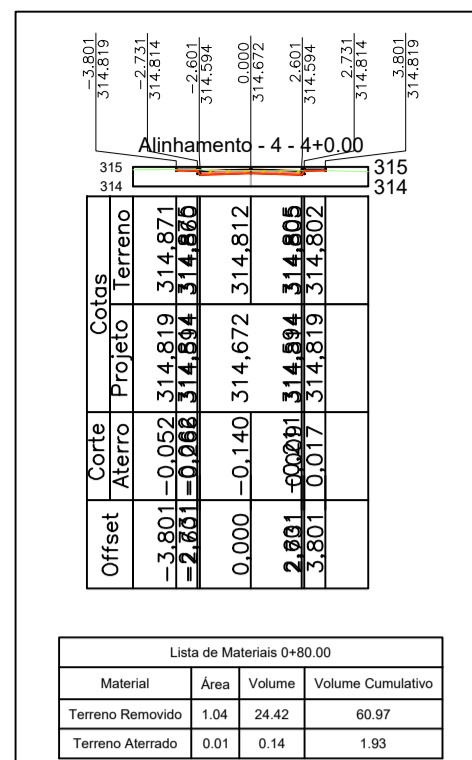 -3.801 314.819
-2.731 314.814
-2.601 314.594
0.000 314.672
2.601 314.594
2.731 314.814
3.801 314.819
Alinhamento - 4 - 4+0.00
315 315
314 314
Cotas
Terreno 314,871 314,812 314,802
Projeto 314,819 314,672 314,819
Corte
Aterro -0,052 -0,140 0,017
Offset -3,801 0,000 3,801
Lista de Materiais 0+80.00
Material Área Volume Volume Cumulativo
Terreno Removido 1.04 24.42 60.97
Terreno Aterrado 0.01 0.14 1.93